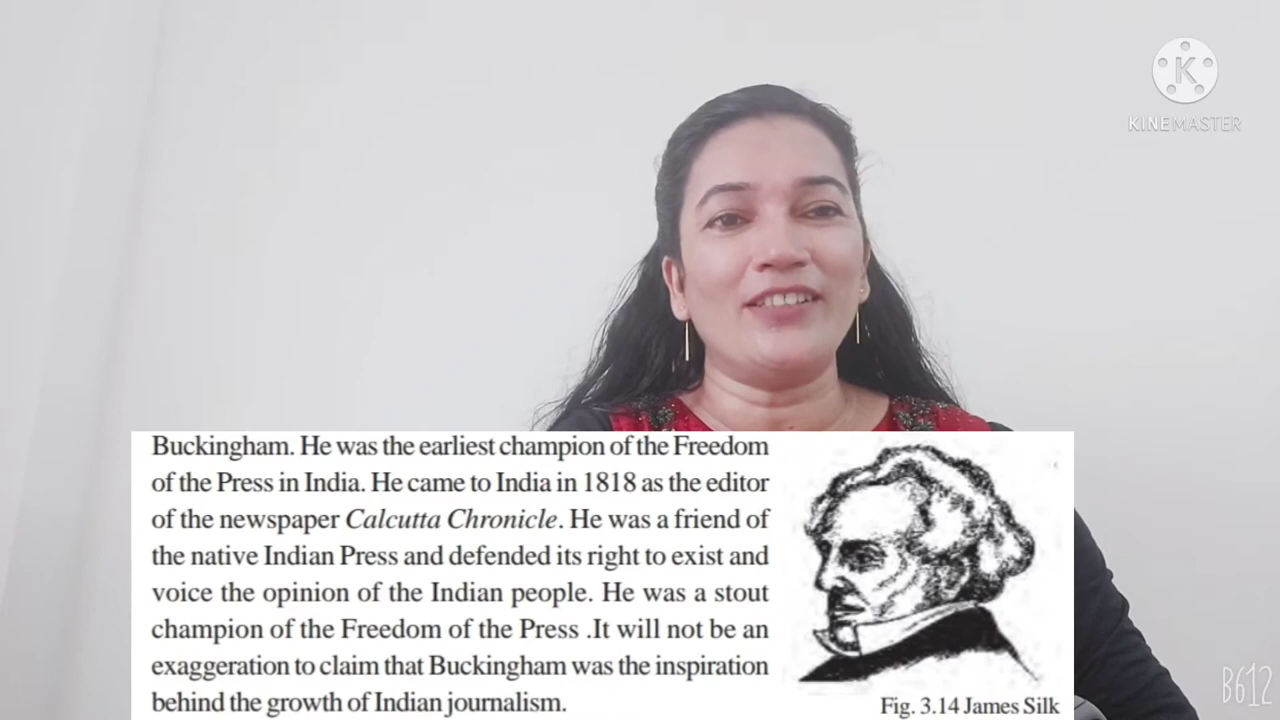 KINEMASTER
Buckingham. He was the earliest champion of the Freedom
of the Press in India. He came to India in 1818 as the editor
of the newspaper Calcutta Chronicle. He was a friend of
the native Indian Press and defended its right to exist and
voice the opinion of the Indian people. He was a stout
champion of the Freedom of the Press .It will not be an
exaggeration to claim that Buckingham was the inspiration
behind the growth of Indian journalism.
Fig. 3.14 James Silk
B612